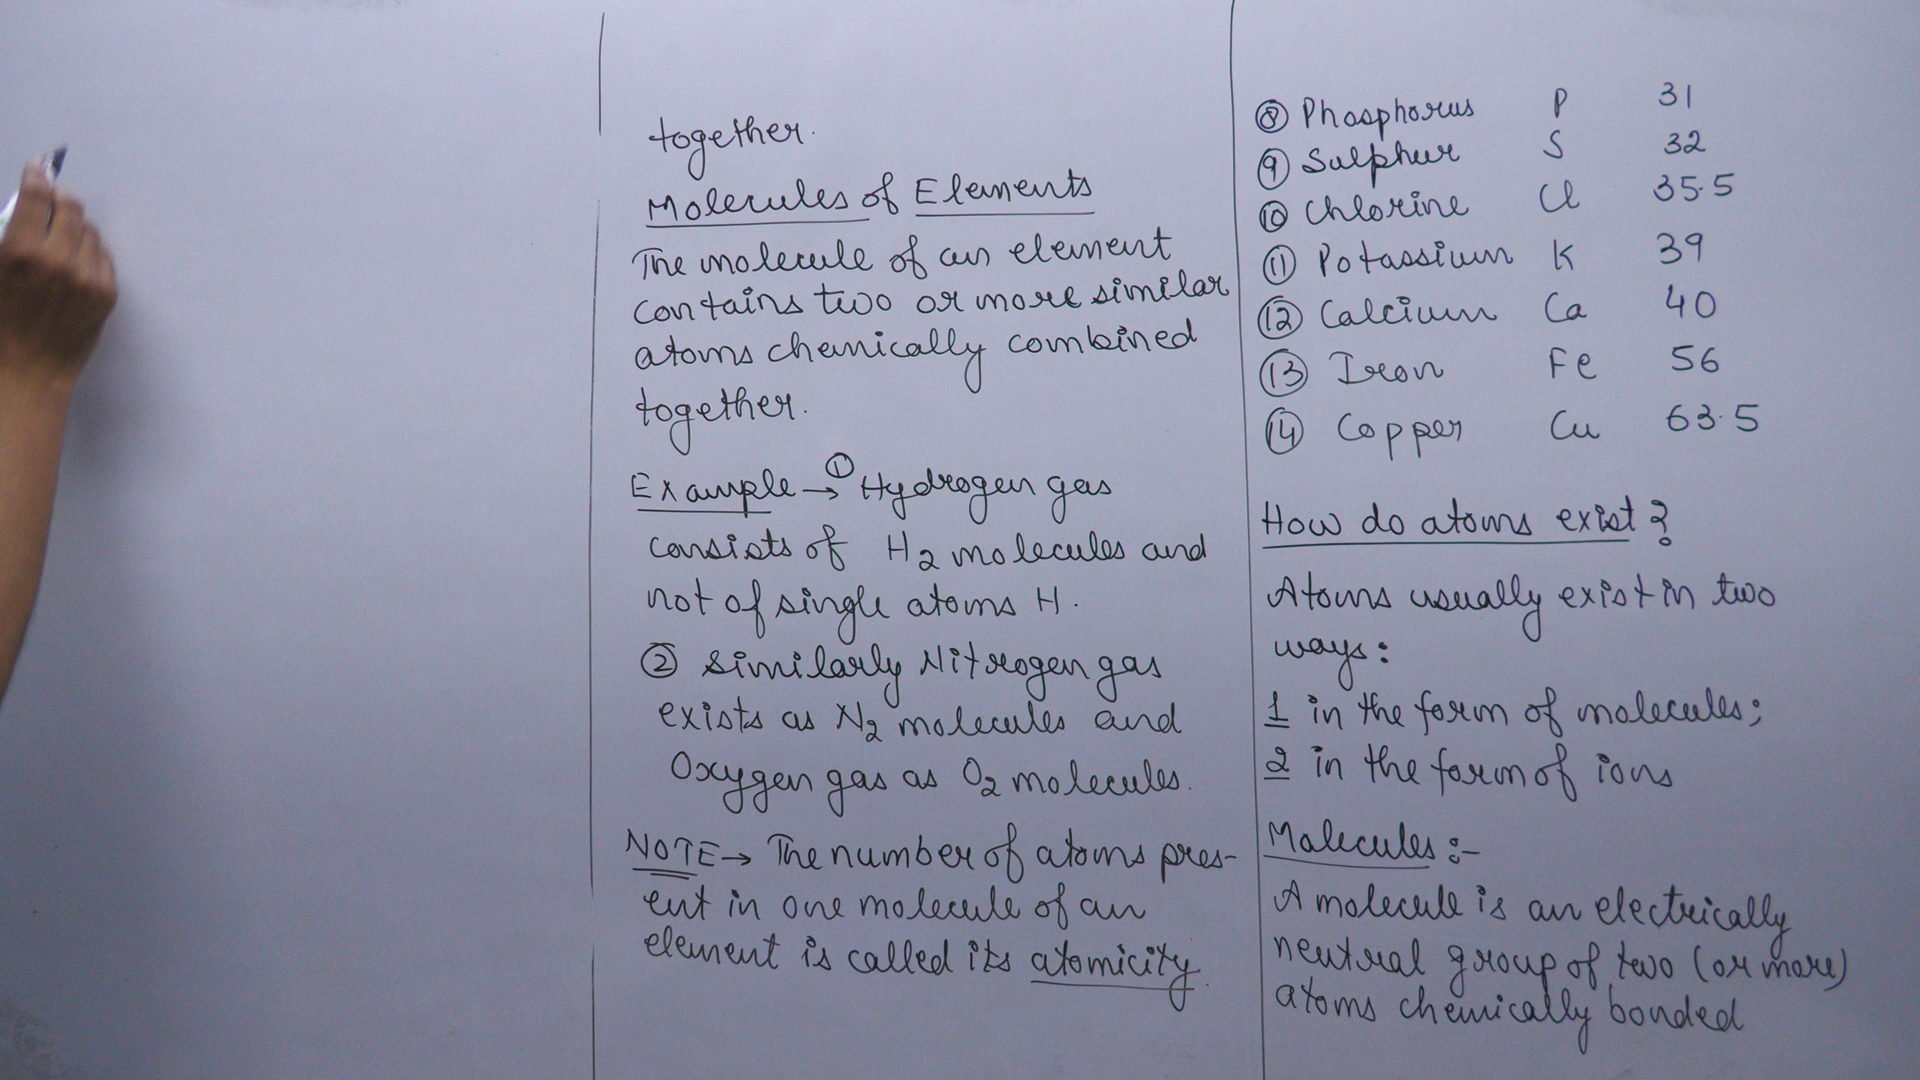 together.
Molecules of Elements
The molecule of an element
contains two or more similar
atoms chemically combined
together.
Example → ① Hydrogen gas
consists of H₂ molecules and
not of single atoms H.
② Similarly Nitrogen gas
exists as N₂ molecules and
Oxygen gas as O₂ molecules.
NOTE → The number of atoms pres-
ent in one molecule of an
element is called its atomicity.
⑧ Phosphorus P 31
⑨ Sulphur S 32
⑩ Chlorine Cl 35.5
⑪ Potassium K 39
⑫ Calcium Ca 40
⑬ Iron Fe 56
⑭ Copper Cu 63.5
How do atoms exist?
Atoms usually exist in two
ways:
1 in the form of molecules;
2 in the form of ions
Malecules:-
A molecule is an electrically
neutral group of two (or more)
atoms chemically bonded